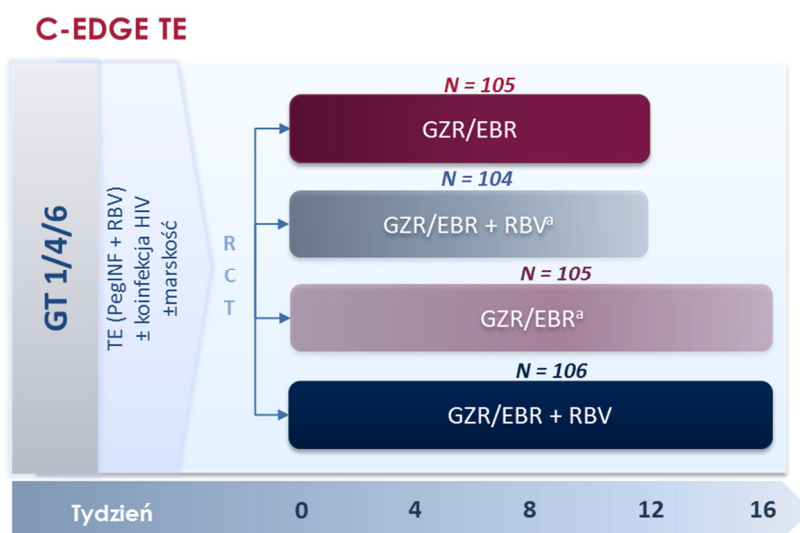 C-EDGE TE
GT 1/4/6
TE (PegINF + RBV)
± koinfekcja HIV
±marskość
R
C
T
N = 105
GZR/EBR
N = 104
GZR/EBR + RBVᵃ
N = 105
GZR/EBRᵃ
N = 106
GZR/EBR + RBV
Tydzień 0 4 8 12 16